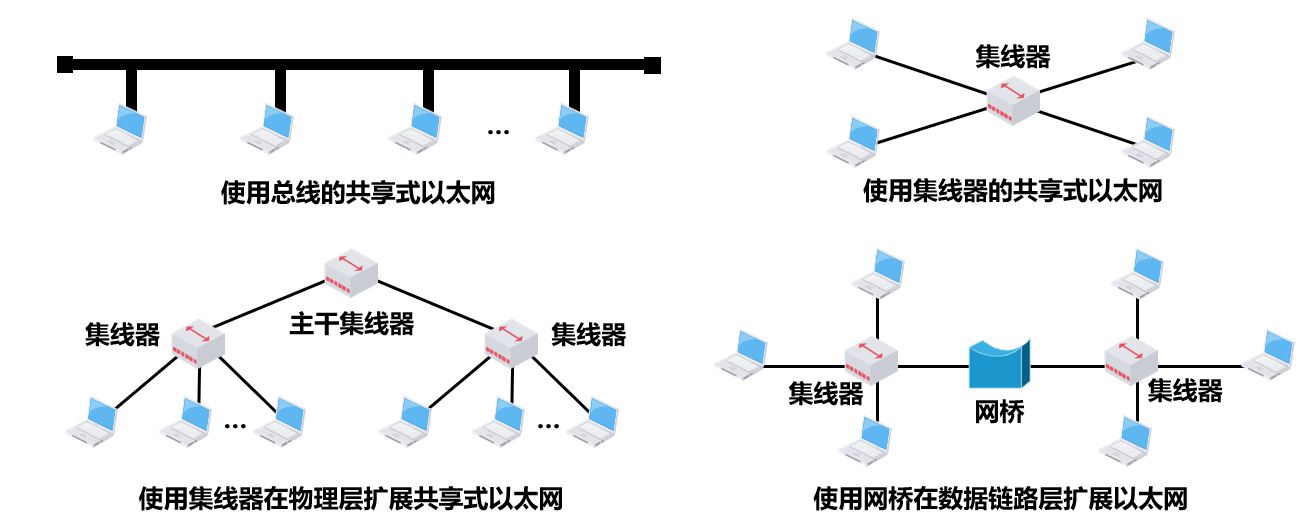 集线器
...
使用总线的共享式以太网
使用集线器的共享式以太网
主干集线器
集线器
集线器
...
...
使用集线器在物理层扩展共享式以太网
集线器
集线器
网桥
使用网桥在数据链路层扩展以太网